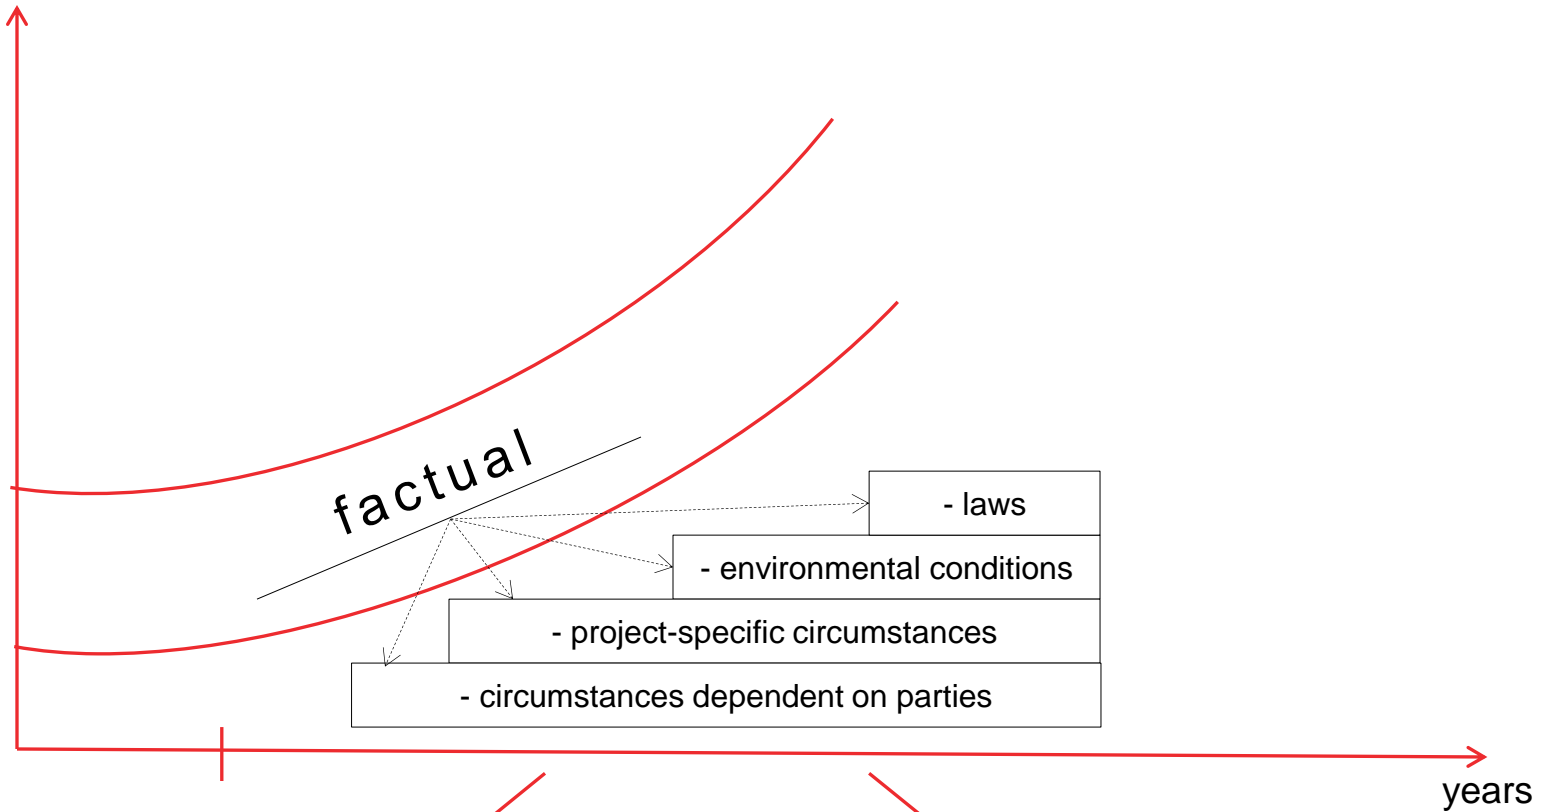 factual
- laws
- environmental conditions
- project-specific circumstances
- circumstances dependent on parties
years